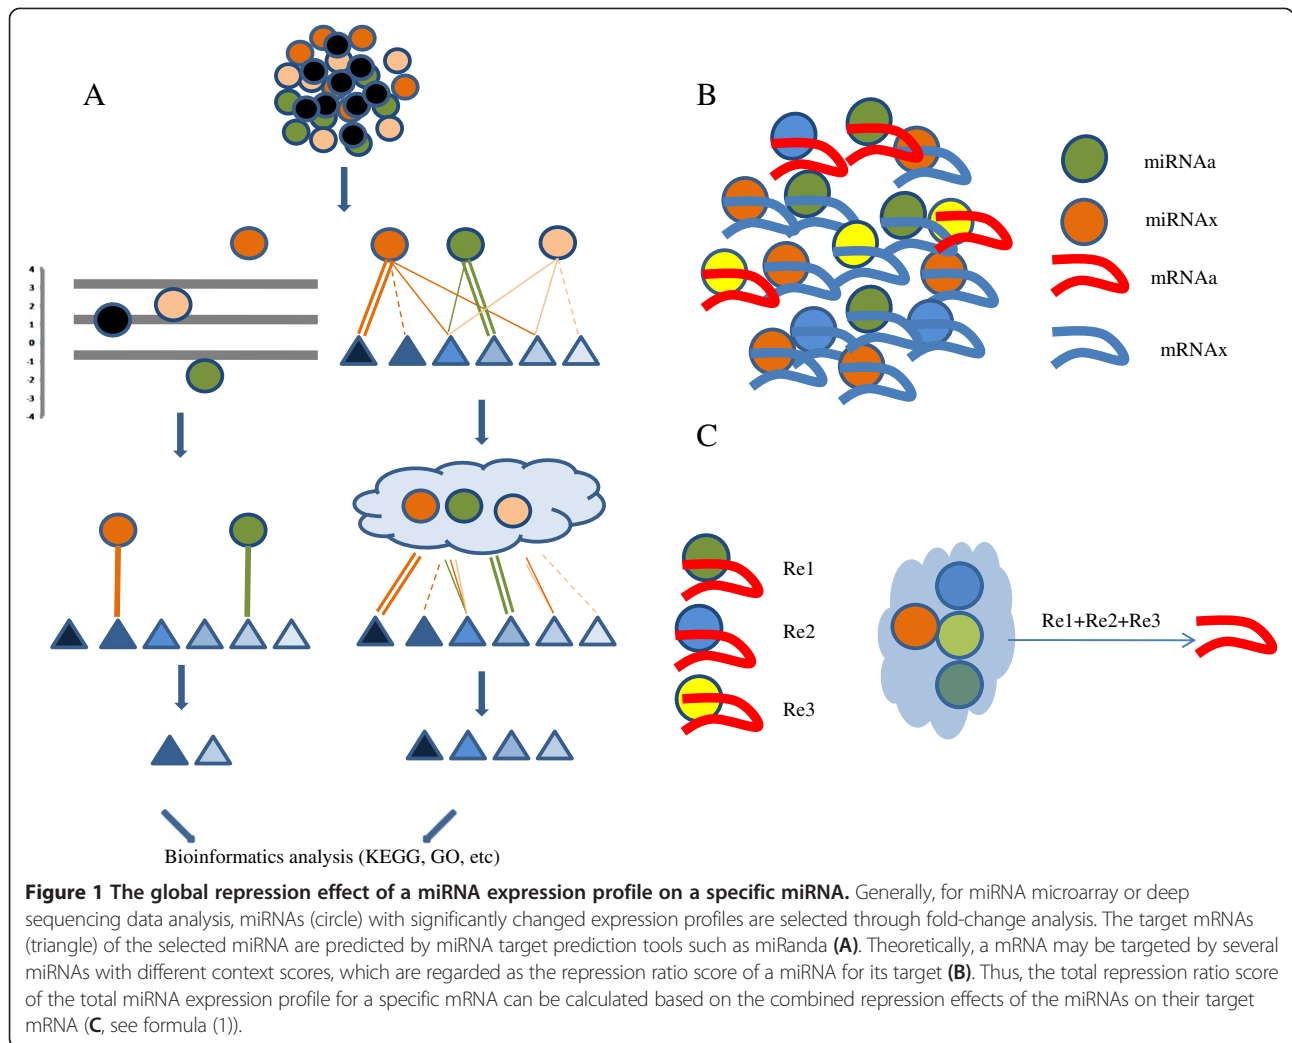 A
4
3
2
1
0
-1
-2
-3
-4
Bioinformatics analysis (KEGG, GO, etc)
B
miRNAa
miRNAx
mRNAa
mRNAx
C
Re1
Re2
Re3
Re1+Re2+Re3
Figure 1 The global repression effect of a miRNA expression profile on a specific miRNA. Generally, for miRNA microarray or deep
sequencing data analysis, miRNAs (circle) with significantly changed expression profiles are selected through fold-change analysis. The target mRNAs
(triangle) of the selected miRNA are predicted by miRNA target prediction tools such as miRanda (A). Theoretically, a mRNA may be targeted by several
miRNAs with different context scores, which are regarded as the repression ratio score of a miRNA for its target (B). Thus, the total repression ratio score
of the total miRNA expression profile for a specific mRNA can be calculated based on the combined repression effects of the miRNAs on their target
mRNA (C, see formula (1)).